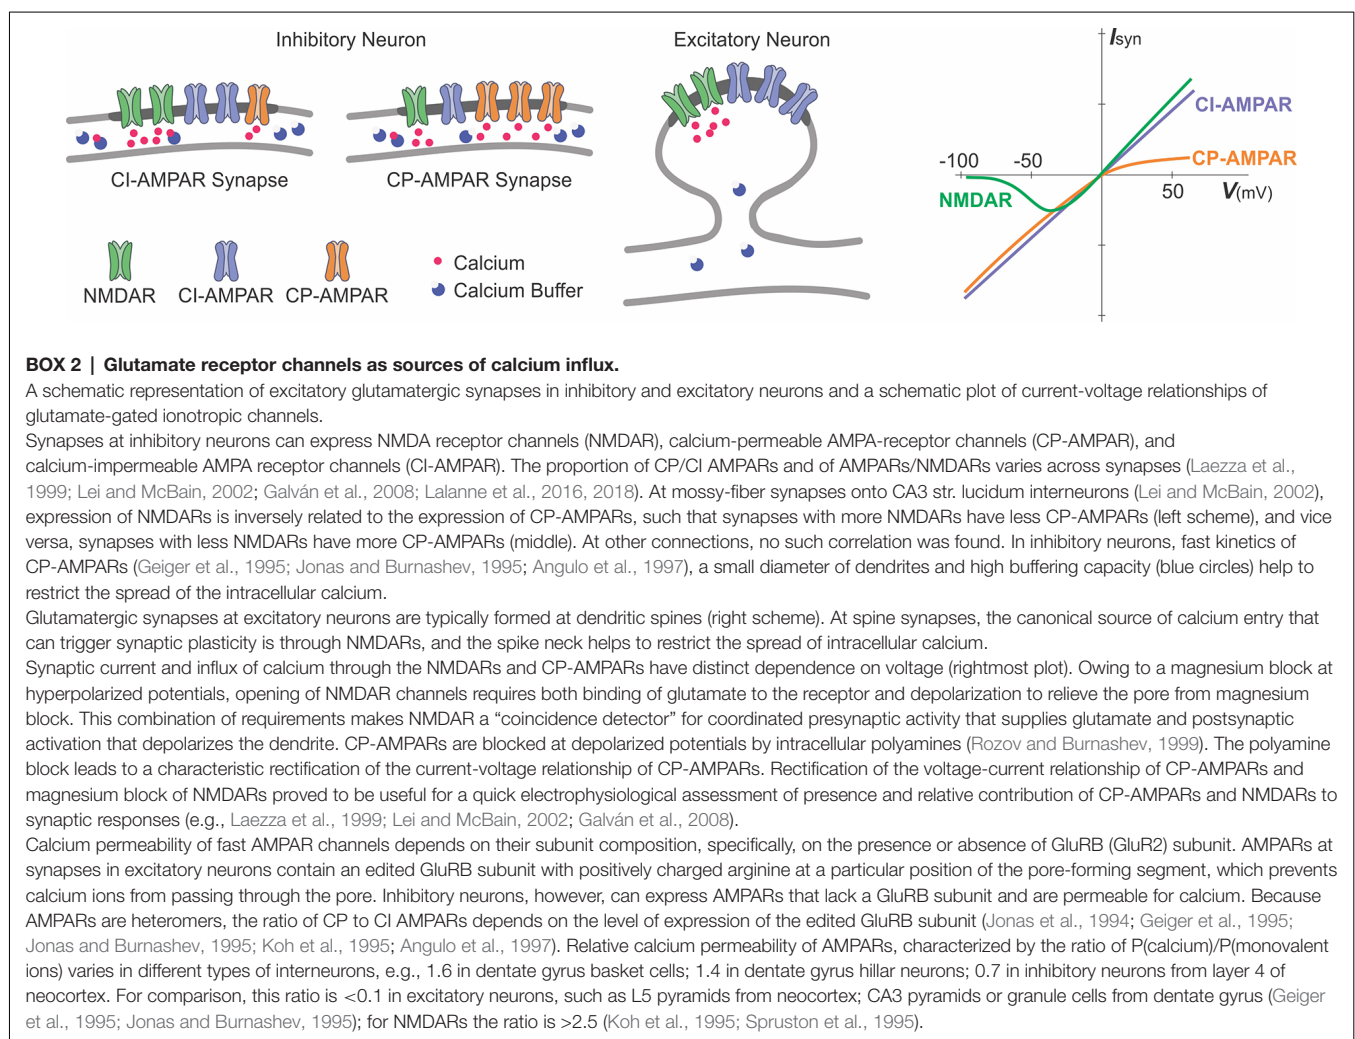 Inhibitory Neuron
Excitatory Neuron
CI-AMPAR Synapse
CP-AMPAR Synapse
NMDAR
CI-AMPAR
CP-AMPAR
Calcium
Calcium Buffer
Isyn
CI-AMPAR
CP-AMPAR
-100
-50
50
V(mV)
NMDAR
BOX 2 | Glutamate receptor channels as sources of calcium influx.
A schematic representation of excitatory glutamatergic synapses in inhibitory and excitatory neurons and a schematic plot of current-voltage relationships of
glutamate-gated ionotropic channels.
Synapses at inhibitory neurons can express NMDA receptor channels (NMDAR), calcium-permeable AMPA-receptor channels (CP-AMPAR), and
calcium-impermeable AMPA receptor channels (CI-AMPAR). The proportion of CP/CI AMPARs and of AMPARs/NMDARs varies across synapses (Laezza et al.,
1999; Lei and McBain, 2002; Galván et al., 2008; Lalanne et al., 2016, 2018). At mossy-fiber synapses onto CA3 str. lucidum interneurons (Lei and McBain, 2002),
expression of NMDARs is inversely related to the expression of CP-AMPARs, such that synapses with more NMDARs have less CP-AMPARs (left scheme), and vice
versa, synapses with less NMDARs have more CP-AMPARs (middle). At other connections, no such correlation was found. In inhibitory neurons, fast kinetics of
CP-AMPARs (Geiger et al., 1995; Jonas and Burnashev, 1995; Angulo et al., 1997), a small diameter of dendrites and high buffering capacity (blue circles) help to
restrict the spread of the intracellular calcium.
Glutamatergic synapses at excitatory neurons are typically formed at dendritic spines (right scheme). At spine synapses, the canonical source of calcium entry that
can trigger synaptic plasticity is through NMDARs, and the spike neck helps to restrict the spread of intracellular calcium.
Synaptic current and influx of calcium through the NMDARs and CP-AMPARs have distinct dependence on voltage (rightmost plot). Owing to a magnesium block at
hyperpolarized potentials, opening of NMDAR channels requires both binding of glutamate to the receptor and depolarization to relieve the pore from magnesium
block. This combination of requirements makes NMDAR a “coincidence detector” for coordinated presynaptic activity that supplies glutamate and postsynaptic
activation that depolarizes the dendrite. CP-AMPARs are blocked at depolarized potentials by intracellular polyamines (Rozov and Burnashev, 1999). The polyamine
block leads to a characteristic rectification of the current-voltage relationship of CP-AMPARs. Rectification of the voltage-current relationship of CP-AMPARs and
magnesium block of NMDARs proved to be useful for a quick electrophysiological assessment of presence and relative contribution of CP-AMPARs and NMDARs to
synaptic responses (e.g., Laezza et al., 1999; Lei and McBain, 2002; Galván et al., 2008).
Calcium permeability of fast AMPAR channels depends on their subunit composition, specifically, on the presence or absence of GluRB (GluR2) subunit. AMPARs at
synapses in excitatory neurons contain an edited GluRB subunit with positively charged arginine at a particular position of the pore-forming segment, which prevents
calcium ions from passing through the pore. Inhibitory neurons, however, can express AMPARs that lack a GluRB subunit and are permeable for calcium. Because
AMPARs are heteromers, the ratio of CP to CI AMPARs depends on the level of expression of the edited GluRB subunit (Jonas et al., 1994; Geiger et al., 1995;
Jonas and Burnashev, 1995; Koh et al., 1995; Angulo et al., 1997). Relative calcium permeability of AMPARs, characterized by the ratio of P(calcium)/P(monovalent
ions) varies in different types of interneurons, e.g., 1.6 in dentate gyrus basket cells; 1.4 in dentate gyrus hillar neurons; 0.7 in inhibitory neurons from layer 4 of
neocortex. For comparison, this ratio is <0.1 in excitatory neurons, such as L5 pyramids from neocortex; CA3 pyramids or granule cells from dentate gyrus (Geiger
et al., 1995; Jonas and Burnashev, 1995); for NMDARs the ratio is >2.5 (Koh et al., 1995; Spruston et al., 1995).